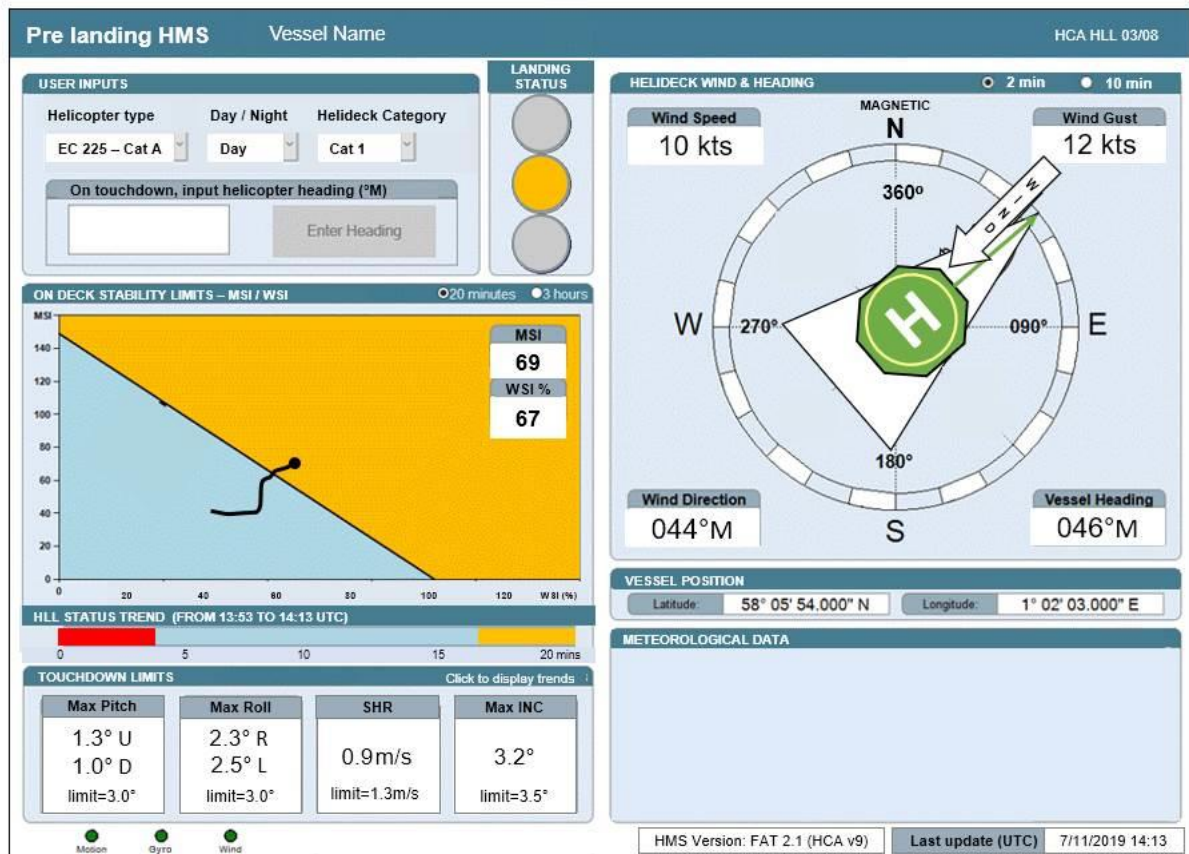 Pre landing HMS
Vessel Name
HCA HLL 03/08
USER INPUTS
Helicopter type
Day / Night
Helideck Category
EC 225 – Cat A
Day
Cat 1
On touchdown, input helicopter heading (°M)
Enter Heading
LANDING
STATUS
ON DECK STABILITY LIMITS – MSI / WSI
20 minutes
3 hours
MSI
140
120
100
80
60
40
20
0
0
20
40
60
80
100
120
WSI (%)
MSI
69
WSI %
67
HLL STATUS TREND (FROM 13:53 TO 14:13 UTC)
0
5
10
15
20 mins
TOUCHDOWN LIMITS
Click to display trends
Max Pitch
1.3° U
1.0° D
limit=3.0°
Max Roll
2.3° R
2.5° L
limit=3.0°
SHR
0.9m/s
limit=1.3m/s
Max INC
3.2°
limit=3.5°
Motion
Gyro
Wind
HELIDECK WIND & HEADING
2 min
10 min
Wind Speed
10 kts
MAGNETIC
N
Wind Gust
12 kts
360°
WIND
W
270°
H
090°
E
180°
S
Wind Direction
044°M
Vessel Heading
046°M
VESSEL POSITION
Latitude:
58° 05' 54.000" N
Longitude:
1° 02' 03.000" E
METEOROLOGICAL DATA
HMS Version: FAT 2.1 (HCA v9)
Last update (UTC)
7/11/2019 14:13